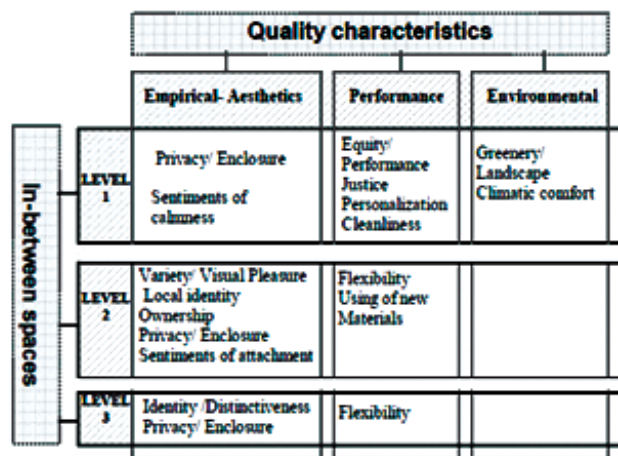 Quality characteristics
Empirical- Aesthetics
Performance
Environmental
In-between spaces
LEVEL
1
Privacy/ Enclosure
Sentiments of
calmness
Equity/
Performance
Justice
Personalization
Cleanliness
Greenery/
Landscape
Climatic comfort
LEVEL
2
Variety/ Visual Pleasure
Local identity
Ownership
Privacy/ Enclosure
Sentiments of attachment
Flexibility
Using of new
Materials
LEVEL
3
Identity /Distinctiveness
Privacy/ Enclosure
Flexibility